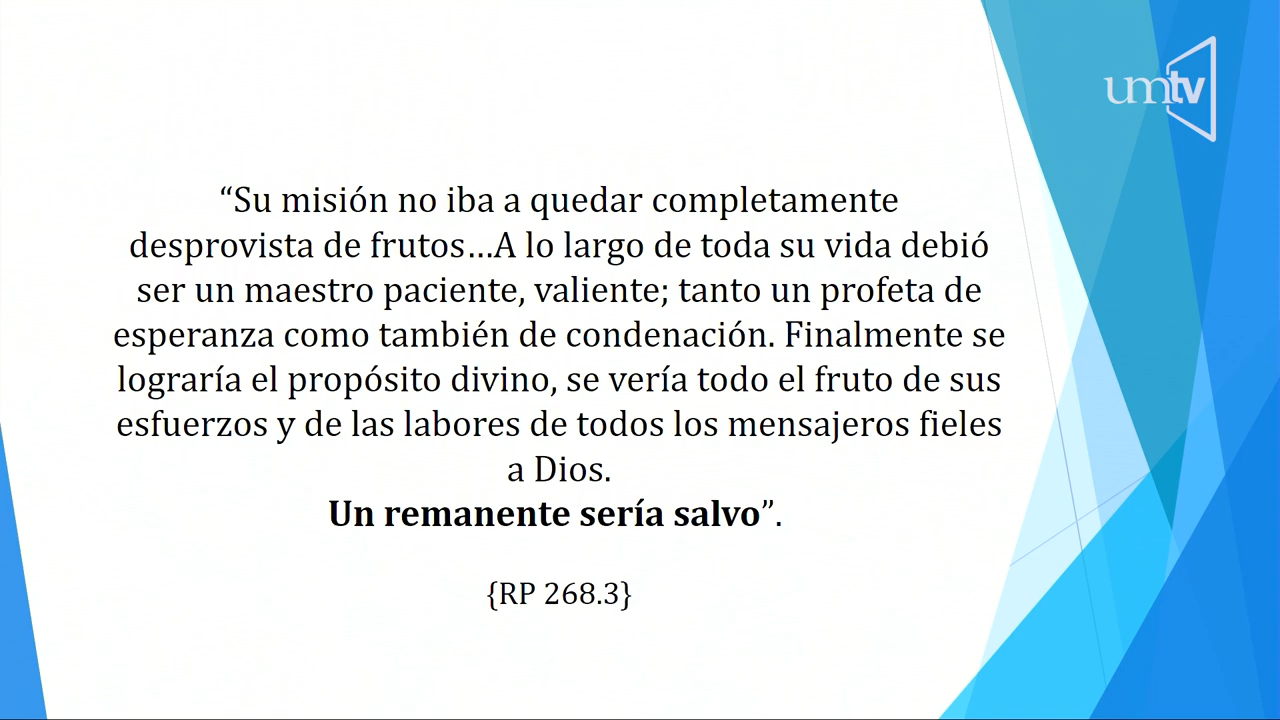 umtv
“Su misión no iba a quedar completamente
desprovista de frutos…A lo largo de toda su vida debió
ser un maestro paciente, valiente; tanto un profeta de
esperanza como también de condenación. Finalmente se
lograría el propósito divino, se vería todo el fruto de sus
esfuerzos y de las labores de todos los mensajeros fieles
a Dios.
Un remanente sería salvo”.
{RP 268.3}